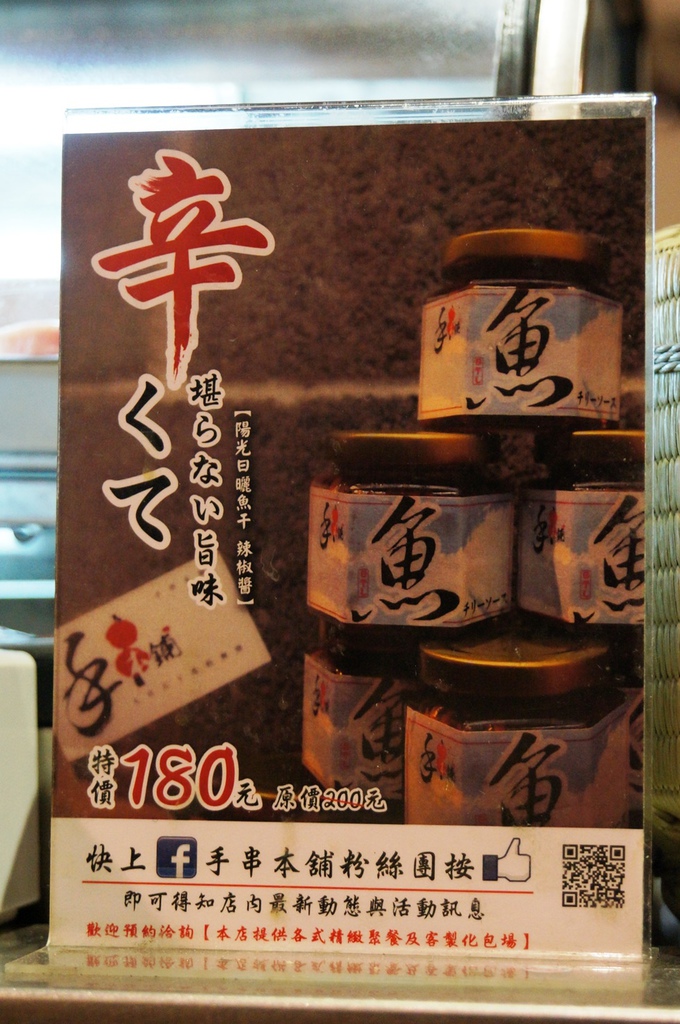 辛くて
堪らない旨味
【陽光日曬魚干 辣椒醬】
魚
チリーソース
魚
チリーソース
魚
魚
魚
手串本舗
特價180元 原價200元
快上f手串本舖粉絲團按
即可得知店內最新動態與活動訊息
歡迎預約洽詢【本店提供各式精緻聚餐及客製化包場】